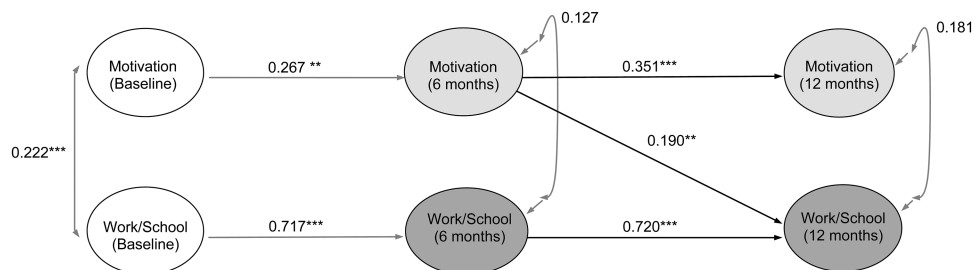 0.127
0.181
Motivation
(Baseline)
0.267 **
Motivation
(6 months)
0.351***
Motivation
(12 months)
0.222***
0.190**
Work/School
(Baseline)
0.717***
Work/School
(6 months)
0.720***
Work/School
(12 months)